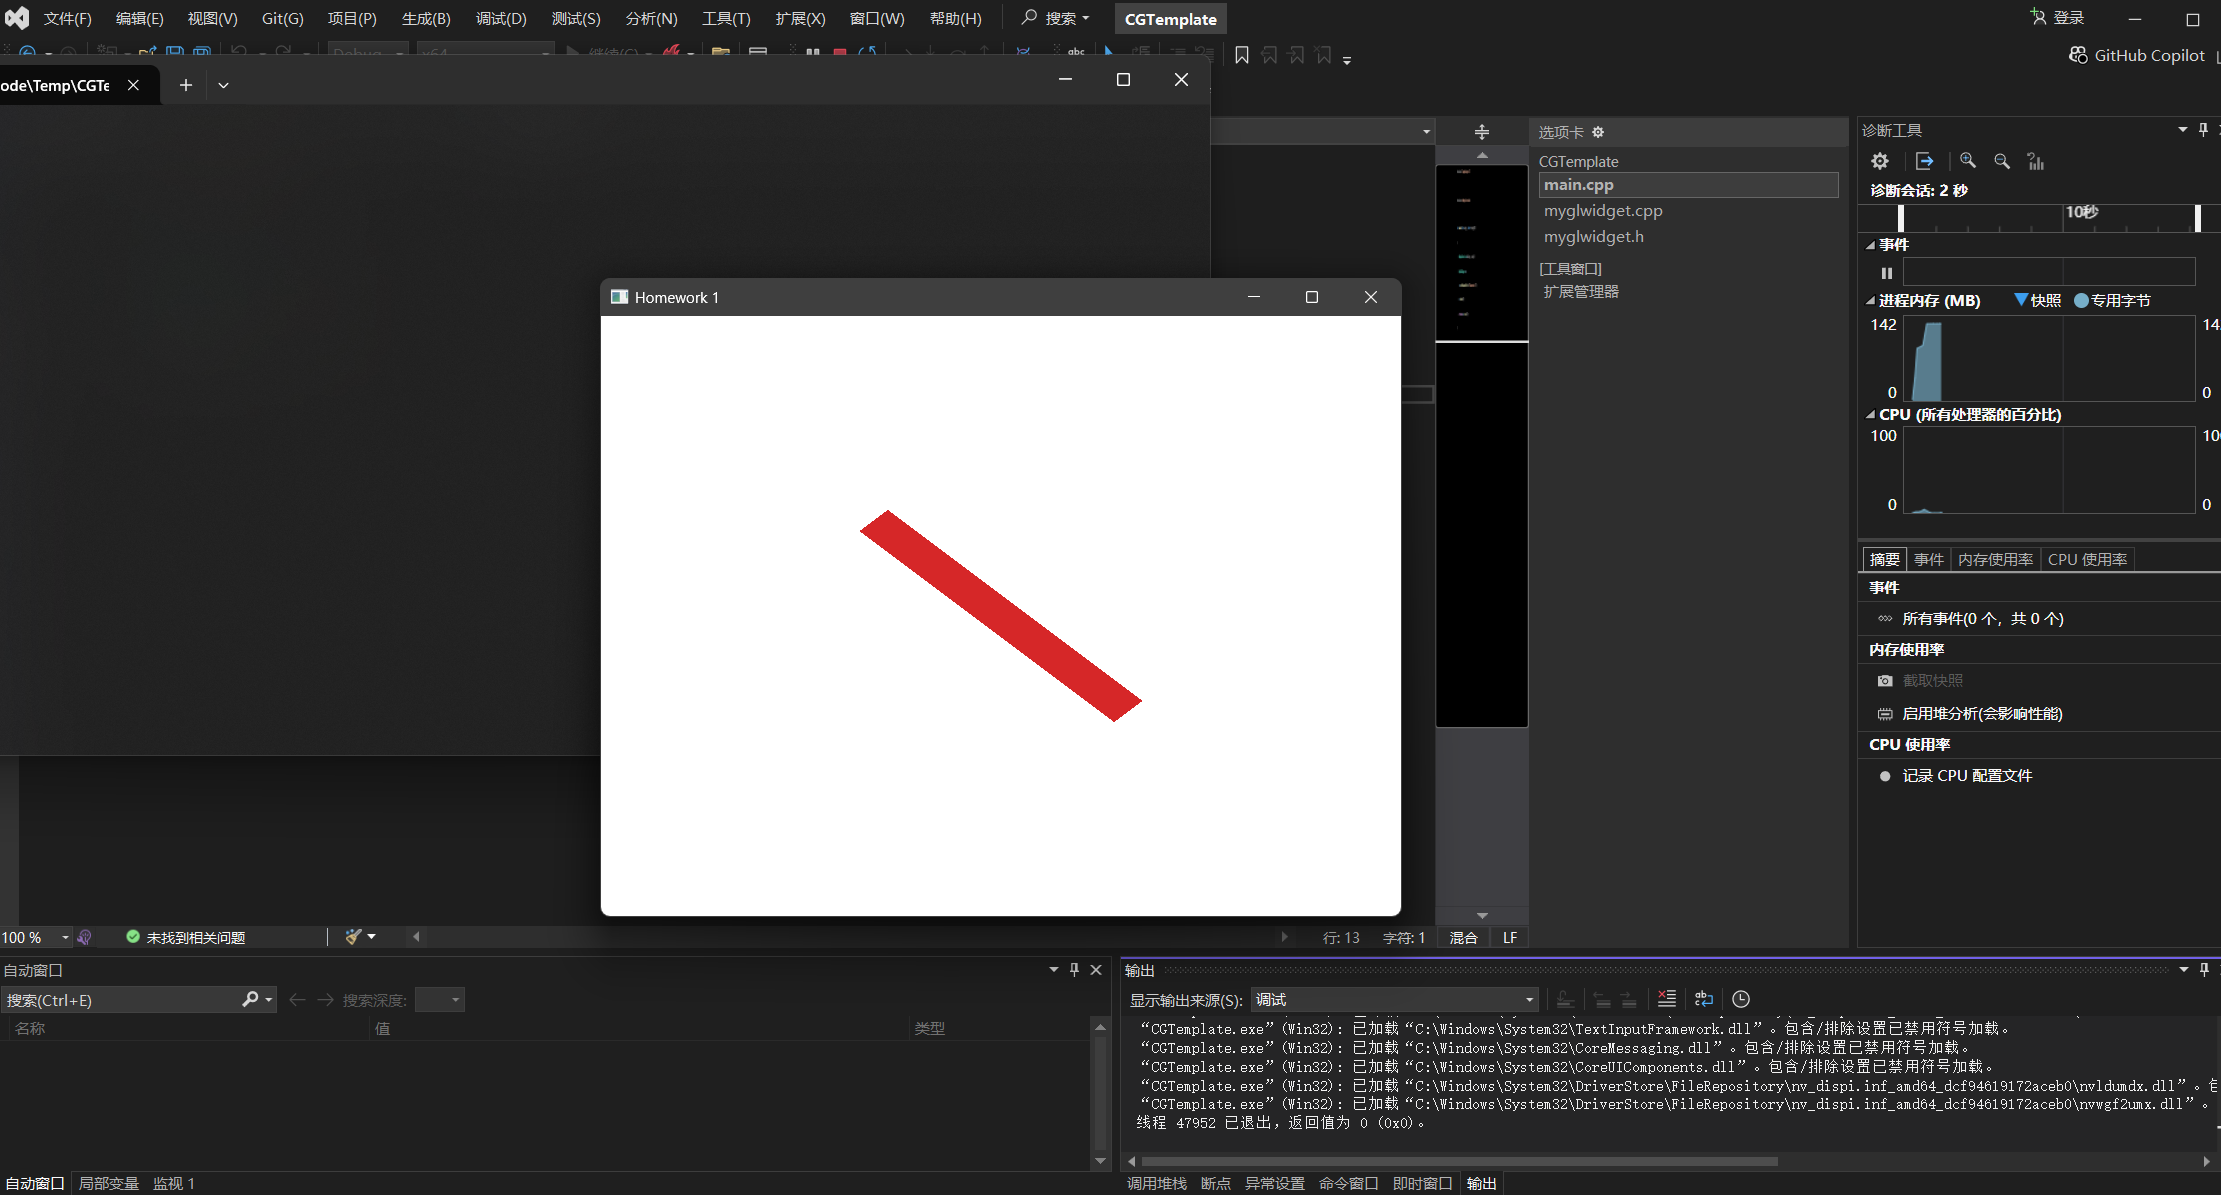 文件(F) 编辑(E) 视图(V) Git(G) 项目(P) 生成(B) 调试(D) 测试(S) 分析(N) 工具(T) 扩展(X) 窗口(W) 帮助(H) 搜索 CGTemplate 登录
Debug x64 继续(C) abc GitHub Copilot
ode\Temp\CGTe
选项卡
CGTemplate
main.cpp
myglwidget.cpp
myglwidget.h
[工具窗口]
扩展管理器
Homework 1
诊断工具
诊断会话: 2 秒
10秒
事件
进程内存 (MB) 快照 专用字节
142 14
0 0
CPU (所有处理器的百分比)
100 10
0 0
摘要 事件 内存使用率 CPU 使用率
事件
所有事件(0 个，共 0 个)
内存使用率
截取快照
启用堆分析(会影响性能)
CPU 使用率
记录 CPU 配置文件
100 % 未找到相关问题 行: 13 字符: 1 混合 LF
自动窗口
搜索(Ctrl+E) 搜索深度:
名称 值 类型
自动窗口 局部变量 监视 1
输出
显示输出来源(S): 调试
“CGTemplate.exe” (Win32): 已加载 “C:\Windows\System32\TextInputFramework.dll”。包含/排除设置已禁用符号加载。
“CGTemplate.exe” (Win32): 已加载 “C:\Windows\System32\CoreMessaging.dll”。包含/排除设置已禁用符号加载。
“CGTemplate.exe” (Win32): 已加载 “C:\Windows\System32\CoreUIComponents.dll”。包含/排除设置已禁用符号加载。
“CGTemplate.exe” (Win32): 已加载 “C:\Windows\System32\DriverStore\FileRepository\nv_dispi.inf_amd64_dcf94619172aceb0\nvldumdx.dll”。包
“CGTemplate.exe” (Win32): 已加载 “C:\Windows\System32\DriverStore\FileRepository\nv_dispi.inf_amd64_dcf94619172aceb0\nvwgf2umx.dll”。
线程 47952 已退出，返回值为 0 (0x0)。
调用堆栈 断点 异常设置 命令窗口 即时窗口 输出